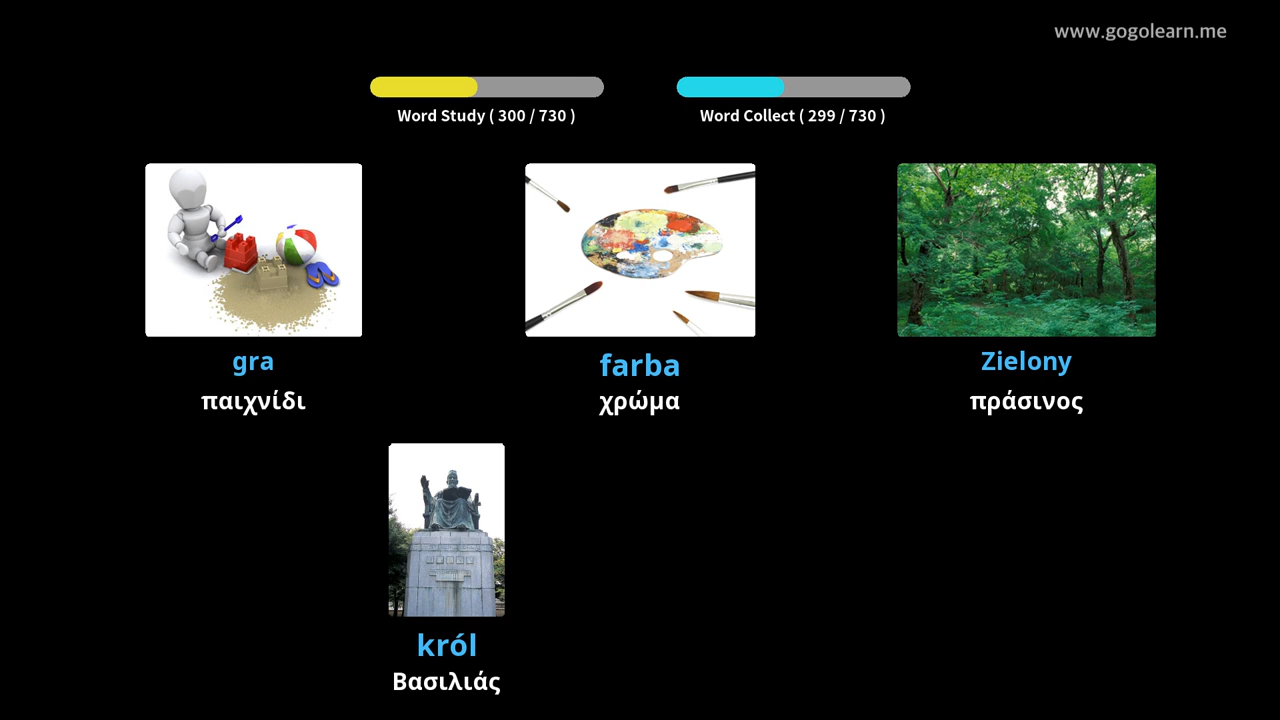 www.gogolearn.me
Word Study ( 300 / 730 )
Word Collect ( 299 / 730 )
gra
παιχνίδι
farba
χρώμα
Zielony
πράσινος
król
Βασιλιάς